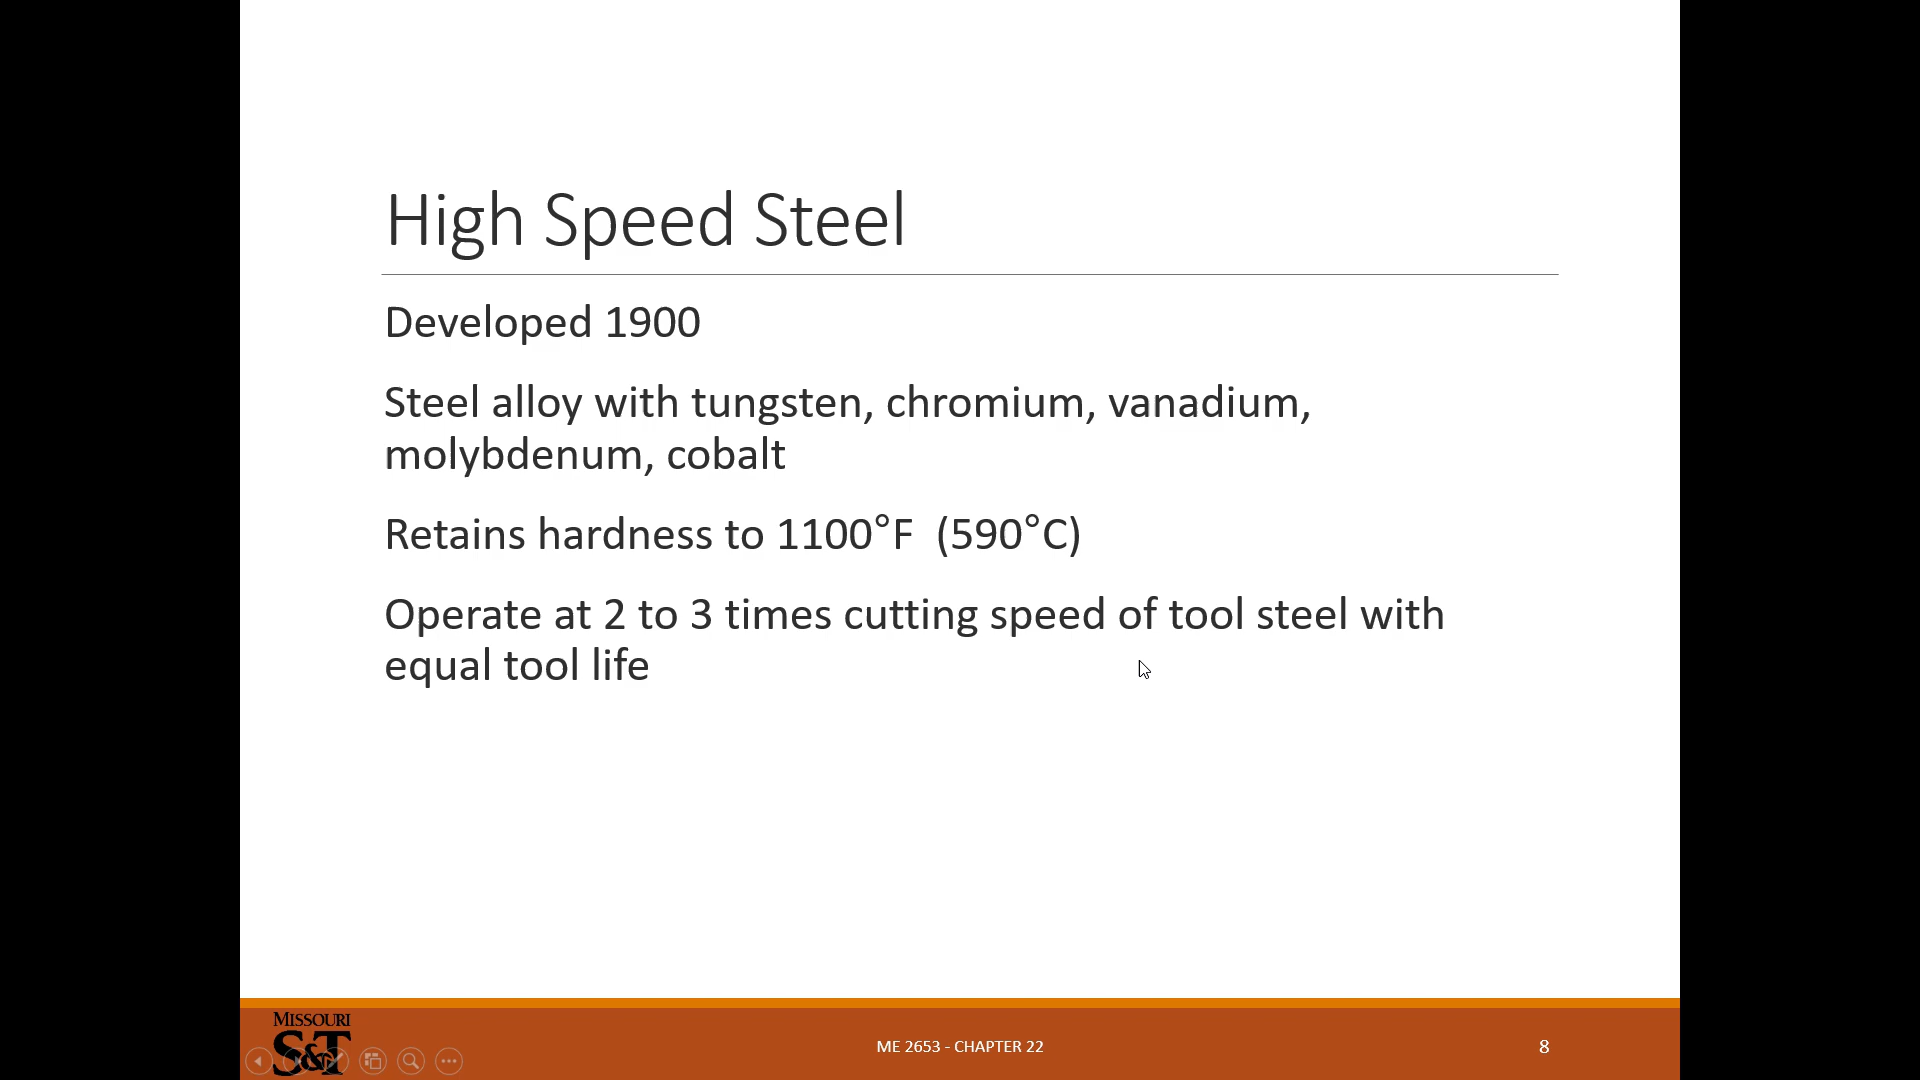 High Speed Steel
Developed 1900
Steel alloy with tungsten, chromium, vanadium,
molybdenum, cobalt
Retains hardness to 1100°F (590°C)
Operate at 2 to 3 times cutting speed of tool steel with
equal tool life
MISSOURI
S&T
ME 2653 - CHAPTER 22
8